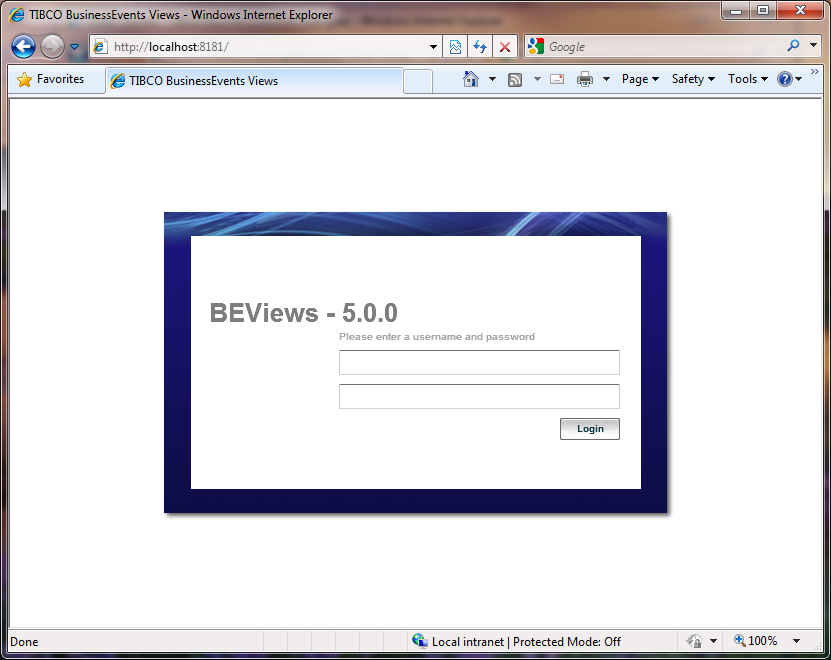 TIBCO BusinessEvents Views - Windows Internet Explorer
http://localhost:8181/
Google
Favorites
TIBCO BusinessEvents Views
Page
Safety
Tools
BEViews - 5.0.0
Please enter a username and password
Login
Done
Local intranet | Protected Mode: Off
100%